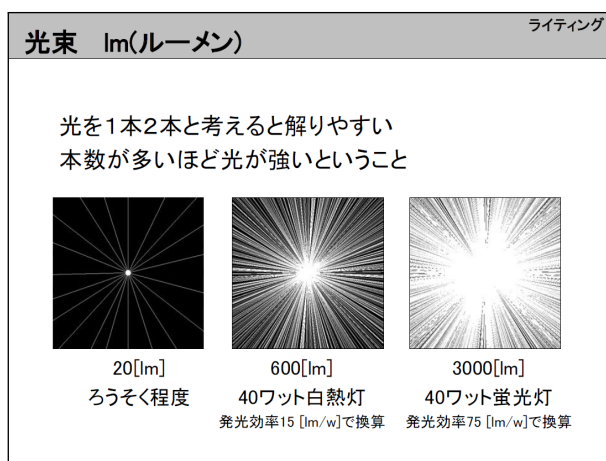 ライティング
光束 lm(ルーメン)
光を1本2本と考えると解りやすい
本数が多いほど光が強いということ
20[lm]
ろうそく程度
600[lm]
40ワット白熱灯
発光効率15 [lm/w]で換算
3000[lm]
40ワット蛍光灯
発光効率75 [lm/w]で換算